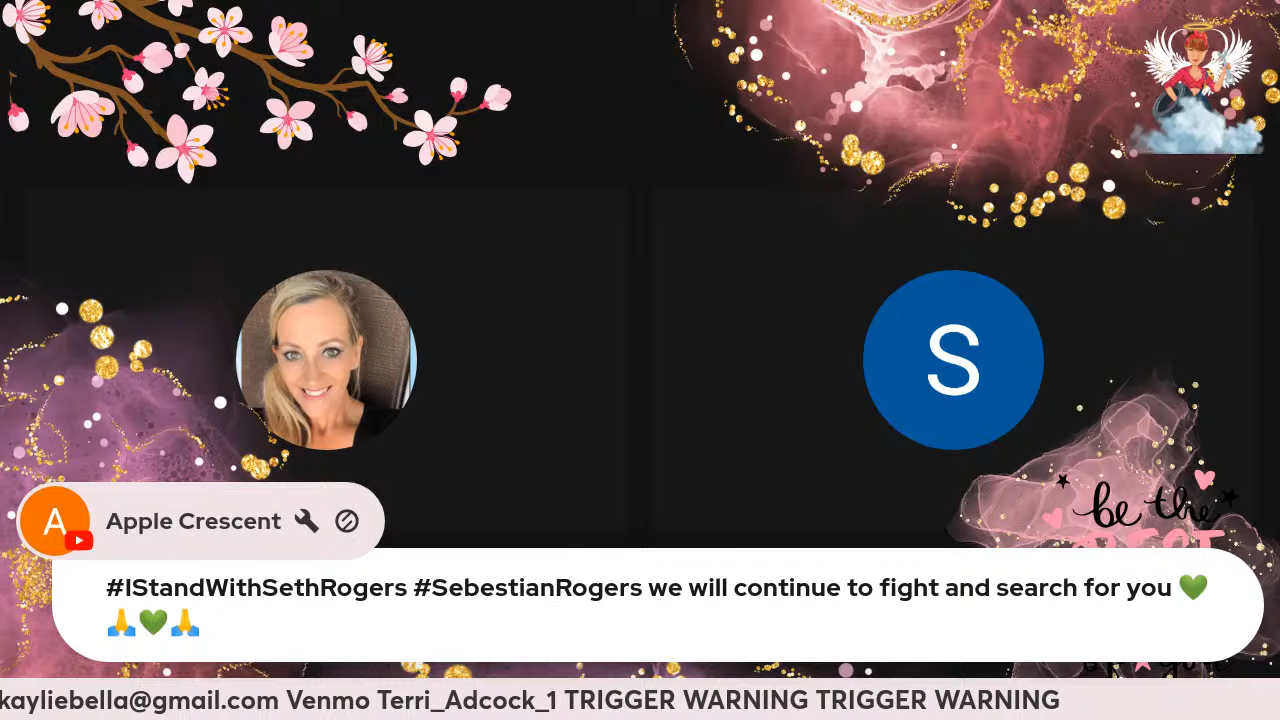 S
be the
A
Apple Crescent
#IStandWithSethRogers #SebestianRogers we will continue to fight and search for you 💚
🙏💚🙏
kayliebella@gmail.com Venmo Terri_Adcock_1 TRIGGER WARNING TRIGGER WARNING